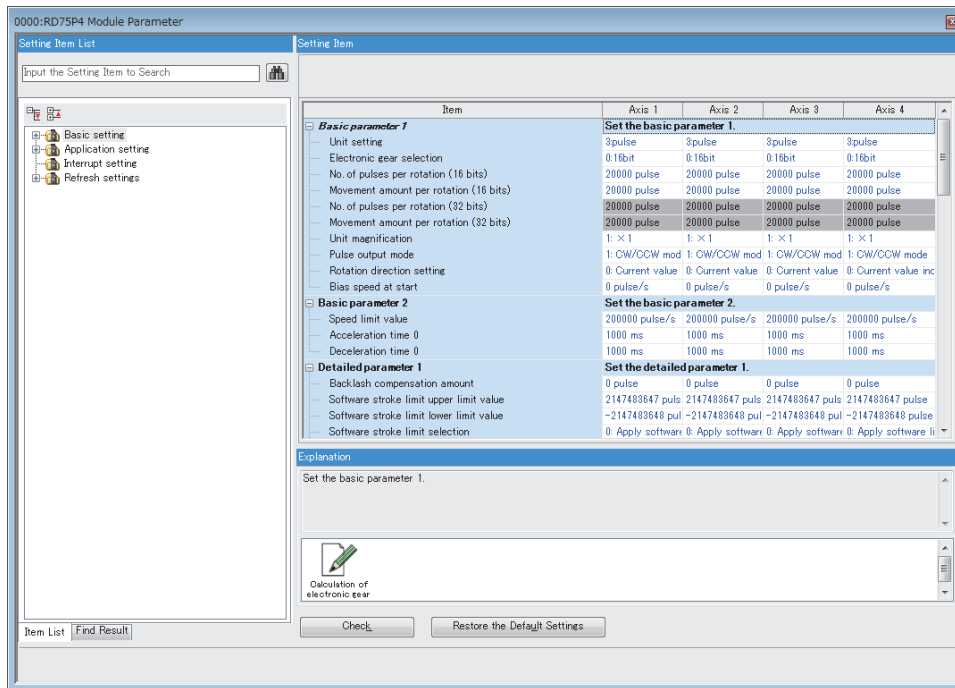 0000:RD75P4 Module Parameter
Setting Item List
Input the Setting Item to Search
Basic setting
Application setting
Interrupt setting
Refresh settings
Item List Find Result
Setting Item
Item Axis 1 Axis 2 Axis 3 Axis 4
Basic parameter 1 Set the basic parameter 1.
Unit setting 3:pulse 3:pulse 3:pulse 3:pulse
Electronic gear selection 0:16bit 0:16bit 0:16bit 0:16bit
No. of pulses per rotation (16 bits) 20000 pulse 20000 pulse 20000 pulse 20000 pulse
Movement amount per rotation (16 bits) 20000 pulse 20000 pulse 20000 pulse 20000 pulse
No. of pulses per rotation (32 bits) 20000 pulse 20000 pulse 20000 pulse 20000 pulse
Movement amount per rotation (32 bits) 20000 pulse 20000 pulse 20000 pulse 20000 pulse
Unit magnification 1: ×1 1: ×1 1: ×1 1: ×1
Pulse output mode 1: CW/CCW mod 1: CW/CCW mod 1: CW/CCW mod 1: CW/CCW mode
Rotation direction setting 0: Current value 0: Current value 0: Current value 0: Current value inc
Bias speed at start 0 pulse/s 0 pulse/s 0 pulse/s 0 pulse/s
Basic parameter 2 Set the basic parameter 2.
Speed limit value 200000 pulse/s 200000 pulse/s 200000 pulse/s 200000 pulse/s
Acceleration time 0 1000 ms 1000 ms 1000 ms 1000 ms
Deceleration time 0 1000 ms 1000 ms 1000 ms 1000 ms
Detailed parameter 1 Set the detailed parameter 1.
Backlash compensation amount 0 pulse 0 pulse 0 pulse 0 pulse
Software stroke limit upper limit value 2147483647 puls 2147483647 puls 2147483647 puls 2147483647 pulse
Software stroke limit lower limit value -2147483648 pul -2147483648 pul -2147483648 pul -2147483648 pulse
Software stroke limit selection 0: Apply software 0: Apply software 0: Apply software 0: Apply software li
Explanation
Set the basic parameter 1.
Calculation of
electronic gear
Check Restore the Default Settings